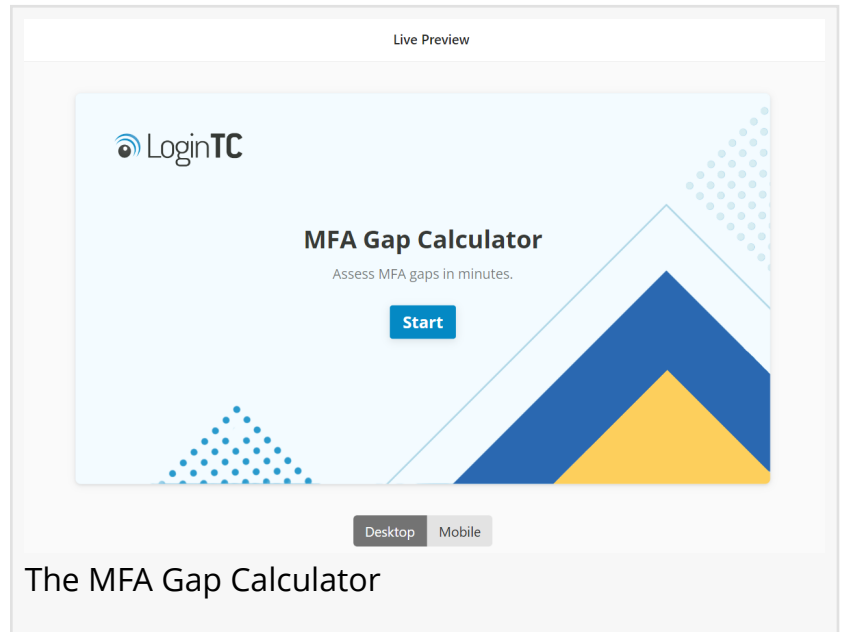 Live Preview
LoginTC
MFA Gap Calculator
Assess MFA gaps in minutes.
Start
Desktop Mobile
The MFA Gap Calculator